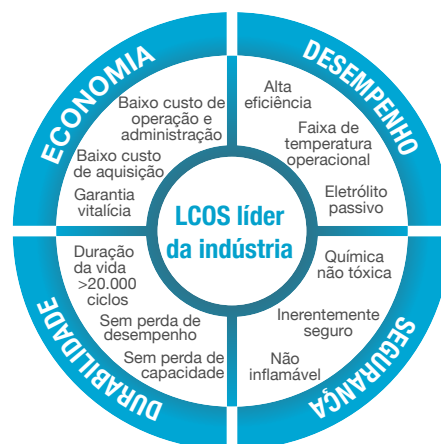 ECONOMIA
Baixo custo de
operação e
administração
Baixo custo
de aquisição
Garantia
vitalícia
DESEMPENHO
Alta
eficiência
Faixa de
temperatura
operacional
Eletrólito
passivo
LCOS líder
da indústria
DURABILIDADE
Duração
da vida
>20.000
ciclos
Sem perda de
desempenho
Sem perda de
capacidade
SEGURANÇA
Química
não tóxica
Inerentemente
seguro
Não
inflamável